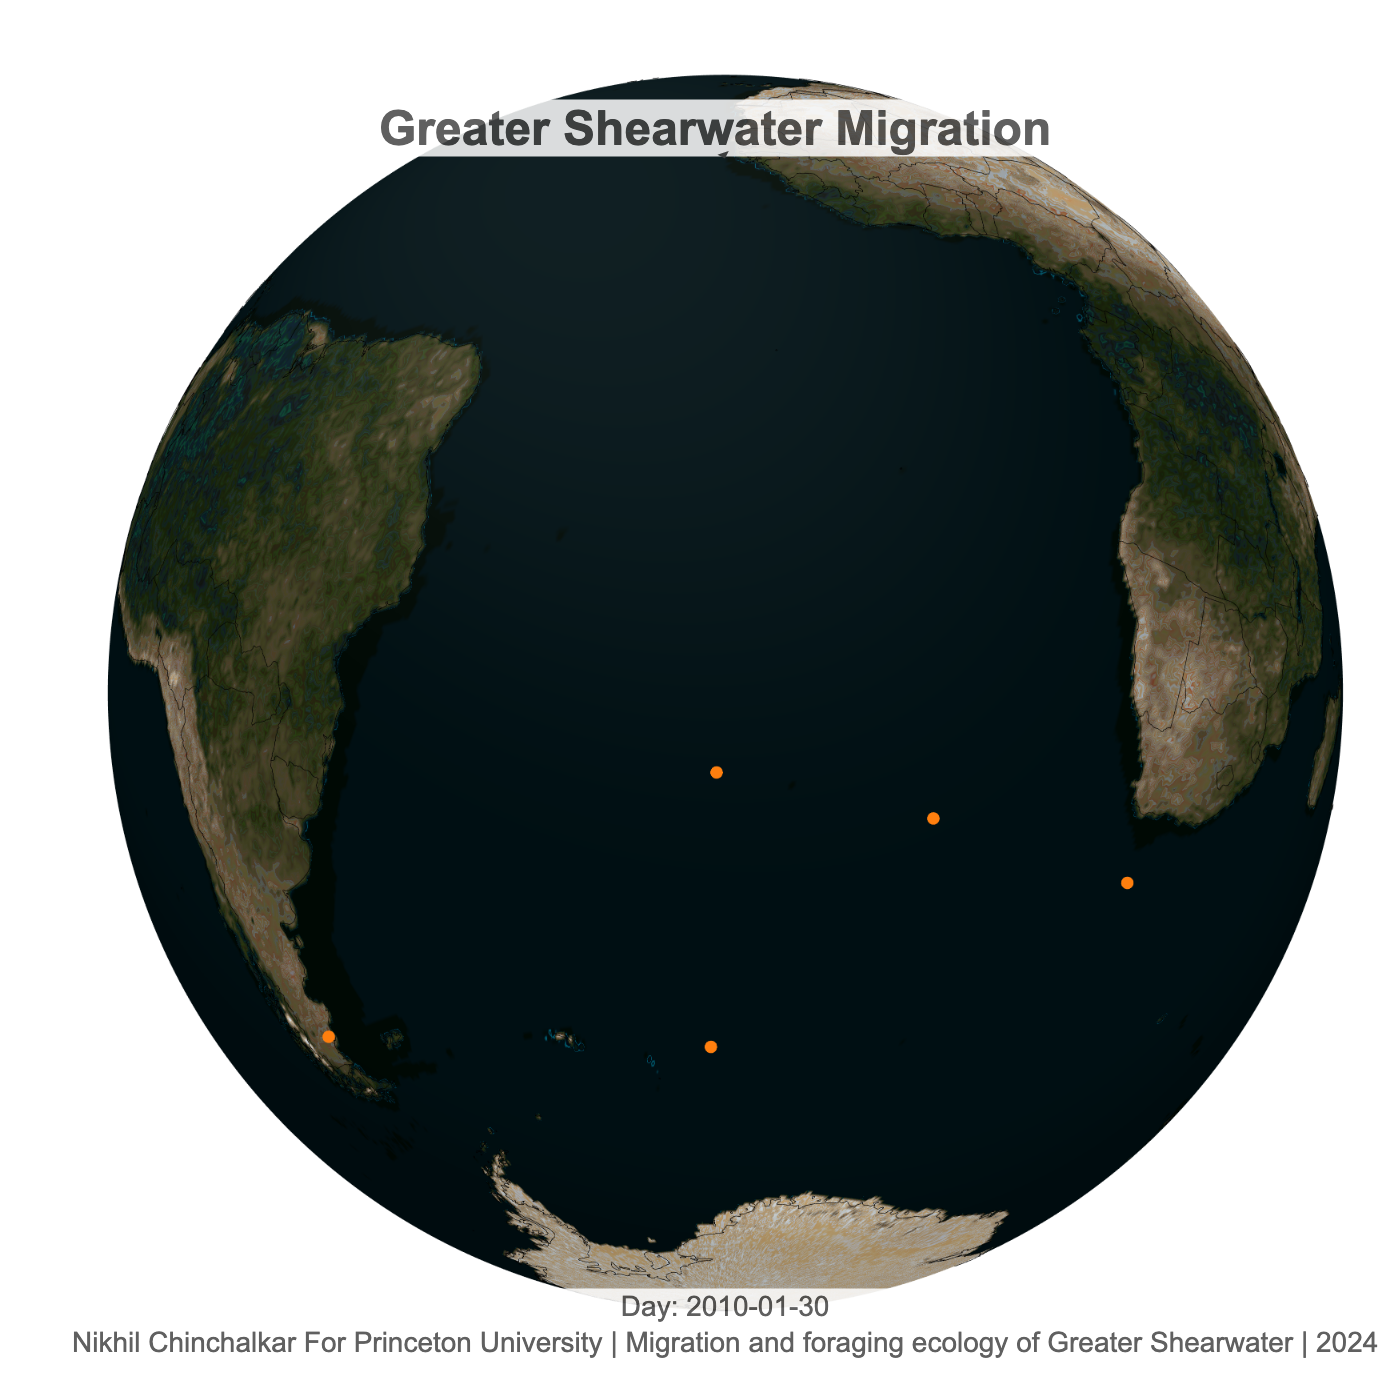 Greater Shearwater Migration
Day: 2010-01-30
Nikhil Chinchalkar For Princeton University | Migration and foraging ecology of Greater Shearwater | 2024